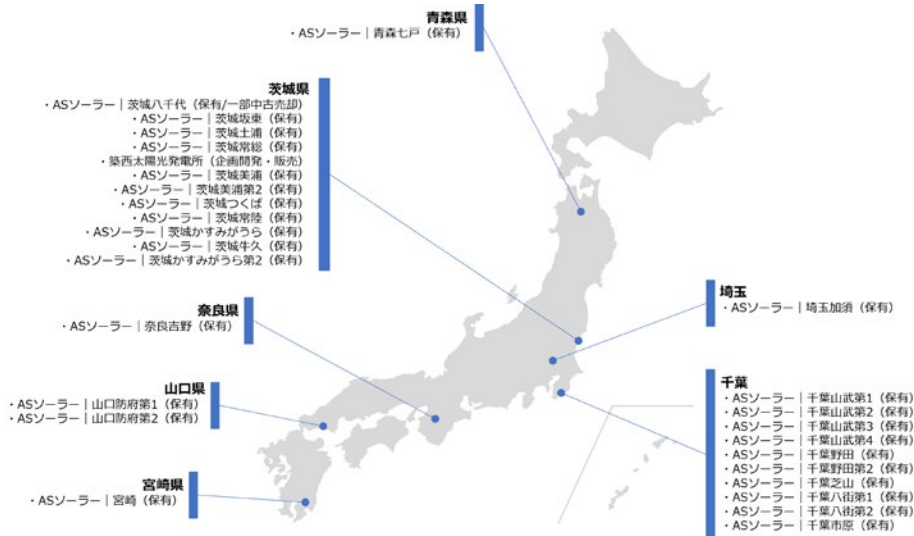 青森県
・ASソーラー｜青森七戸（保有）
茨城県
・ASソーラー｜茨城八千代（保有/一部中古売却）
・ASソーラー｜茨城坂東（保有）
・ASソーラー｜茨城土浦（保有）
・ASソーラー｜茨城常総（保有）
・築西太陽光発電所（企画開発・販売）
・ASソーラー｜茨城美浦（保有）
・ASソーラー｜茨城美浦第2（保有）
・ASソーラー｜茨城つくば（保有）
・ASソーラー｜茨城常陸（保有）
・ASソーラー｜茨城かすみがうら（保有）
・ASソーラー｜茨城牛久（保有）
・ASソーラー｜茨城かすみがうら第2（保有）
奈良県
・ASソーラー｜奈良吉野（保有）
山口県
・ASソーラー｜山口防府第1（保有）
・ASソーラー｜山口防府第2（保有）
宮崎県
・ASソーラー｜宮崎（保有）
埼玉
・ASソーラー｜埼玉加須（保有）
千葉
・ASソーラー｜千葉山武第1（保有）
・ASソーラー｜千葉山武第2（保有）
・ASソーラー｜千葉山武第3（保有）
・ASソーラー｜千葉山武第4（保有）
・ASソーラー｜千葉野田（保有）
・ASソーラー｜千葉野田第2（保有）
・ASソーラー｜千葉芝山（保有）
・ASソーラー｜千葉八街第1（保有）
・ASソーラー｜千葉八街第2（保有）
・ASソーラー｜千葉市原（保有）